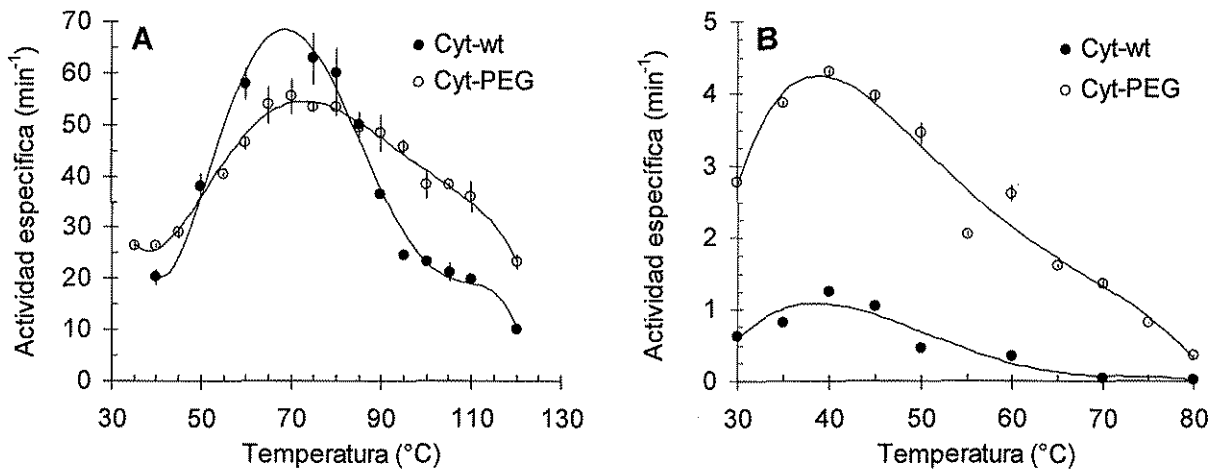 A
Cyt-wt
Cyt-PEG
Actividad específica (min⁻¹)
70
60
50
40
30
20
10
0
30 50 70 90 110 130
Temperatura (°C)
B
Cyt-wt
Cyt-PEG
Actividad específica (min⁻¹)
5
4
3
2
1
0
30 40 50 60 70 80
Temperatura (°C)